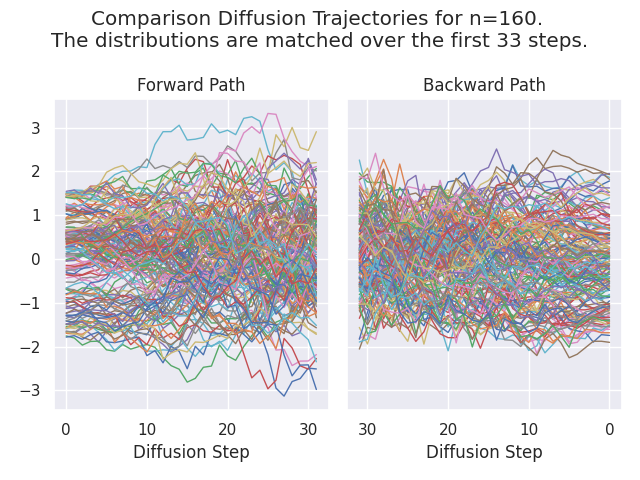 Comparison Diffusion Trajectories for n=160.
The distributions are matched over the first 33 steps.
Forward Path
Backward Path
3
2
1
0
−1
−2
−3
0 10 20 30
30 20 10 0
Diffusion Step
Diffusion Step